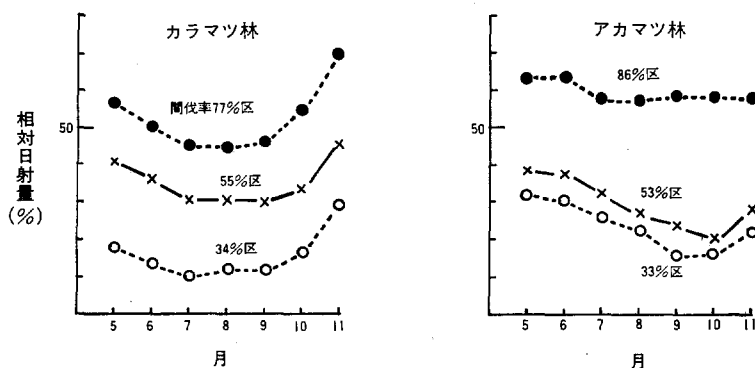 カラマツ林
アカマツ林
相対日射量
(%)
50
間伐率77%区
55%区
34%区
5 6 7 8 9 10 11
月
50
86%区
53%区
33%区
5 6 7 8 9 10 11
月